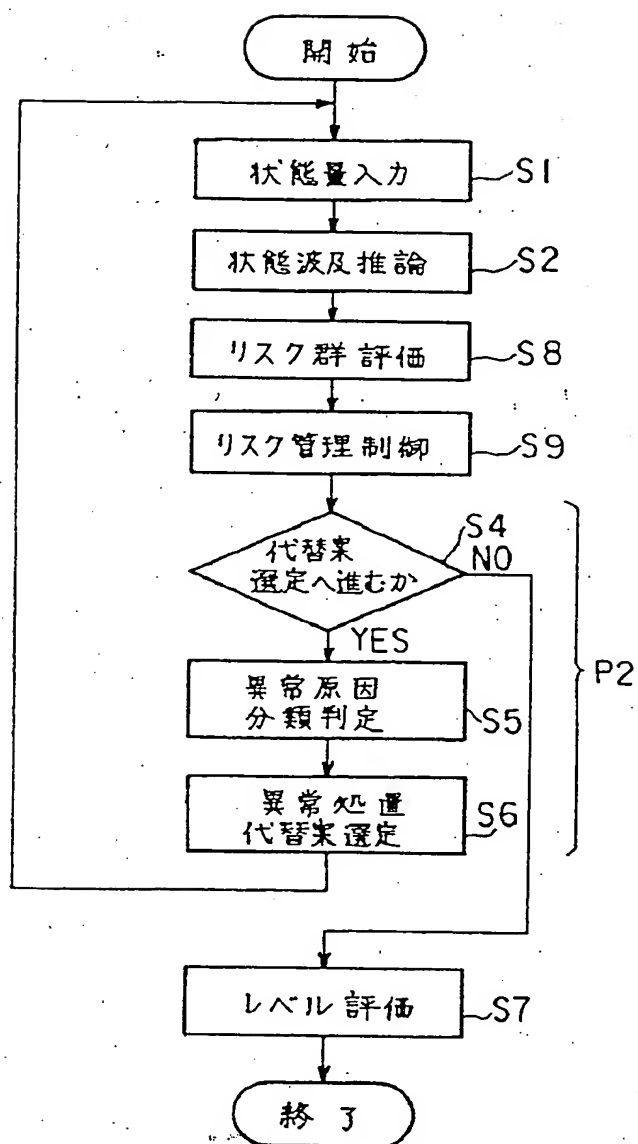 開始
状態量入力
S1
状態波及推論
S2
リスク群評価
S8
リスク管理制御
S9
S4
代替案
選定へ進むか
NO
YES
P2
異常原因
分類判定
S5
異常処置
代替案選定
S6
レベル評価
S7
終了